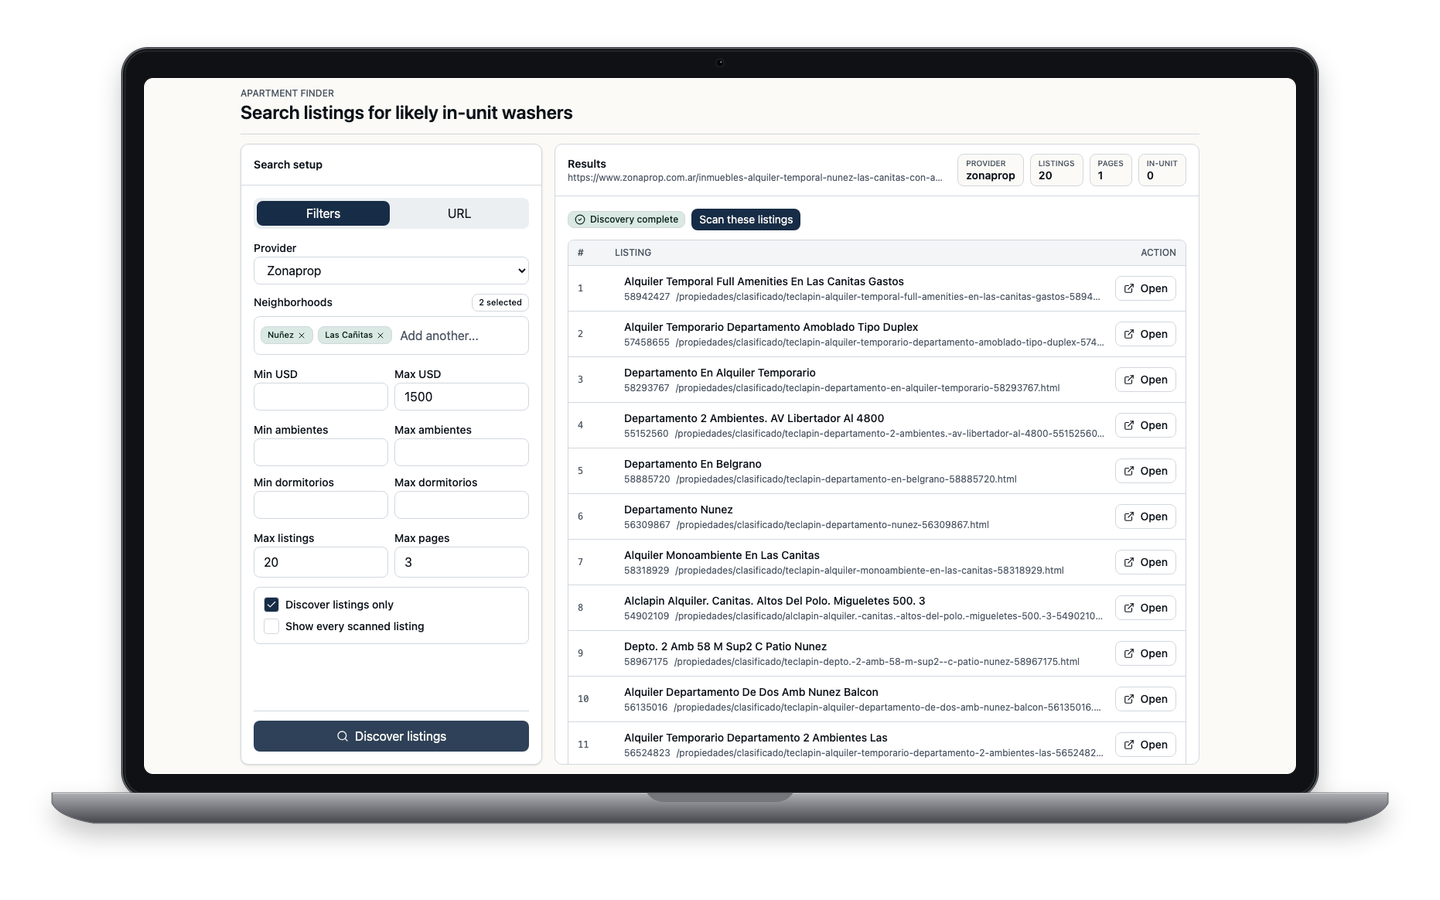 APARTMENT FINDER
Search listings for likely in-unit washers
Search setup
Filters
URL
Provider
Zonaprop
Neighborhoods
2 selected
Nuñez ×
Las Cañitas ×
Add another...
Min USD
Max USD
1500
Min ambientes
Max ambientes
Min dormitorios
Max dormitorios
Max listings
Max pages
20
3
Discover listings only
Show every scanned listing
Discover listings
Results
https://www.zonaprop.com.ar/inmuebles-alquiler-temporal-nunez-las-canitas-con-a...
PROVIDER
zonaprop
LISTINGS
20
PAGES
1
IN-UNIT
0
Discovery complete
Scan these listings
# LISTING ACTION
1 Alquiler Temporal Full Amenities En Las Canitas Gastos Open
58942427 /propiedades/clasificado/teclapin-alquiler-temporal-full-amenities-en-las-canitas-gastos-5894...
2 Alquiler Temporario Departamento Amoblado Tipo Duplex Open
57458655 /propiedades/clasificado/teclapin-alquiler-temporario-departamento-amoblado-tipo-duplex-574...
3 Departamento En Alquiler Temporario Open
58293767 /propiedades/clasificado/teclapin-departamento-en-alquiler-temporario-58293767.html
4 Departamento 2 Ambientes. AV Libertador Al 4800 Open
55152560 /propiedades/clasificado/teclapin-departamento-2-ambientes.-av-libertador-al-4800-55152560...
5 Departamento En Belgrano Open
58885720 /propiedades/clasificado/teclapin-departamento-en-belgrano-58885720.html
6 Departamento Nunez Open
56309867 /propiedades/clasificado/teclapin-departamento-nunez-56309867.html
7 Alquiler Monoambiente En Las Canitas Open
58318929 /propiedades/clasificado/teclapin-alquiler-monoambiente-en-las-canitas-58318929.html
8 Alclapin Alquiler. Canitas. Altos Del Polo. Migueletes 500. 3 Open
54902109 /propiedades/clasificado/alclapin-alquiler.-canitas.-altos-del-polo.-migueletes-500.-3-5490210...
9 Depto. 2 Amb 58 M Sup2 C Patio Nunez Open
58967175 /propiedades/clasificado/teclapin-depto.-2-amb-58-m-sup2--c-patio-nunez-58967175.html
10 Alquiler Departamento De Dos Amb Nunez Balcon Open
56135016 /propiedades/clasificado/teclapin-alquiler-departamento-de-dos-amb-nunez-balcon-56135016....
11 Alquiler Temporario Departamento 2 Ambientes Las Open
56524823 /propiedades/clasificado/teclapin-alquiler-temporario-departamento-2-ambientes-las-5652482...